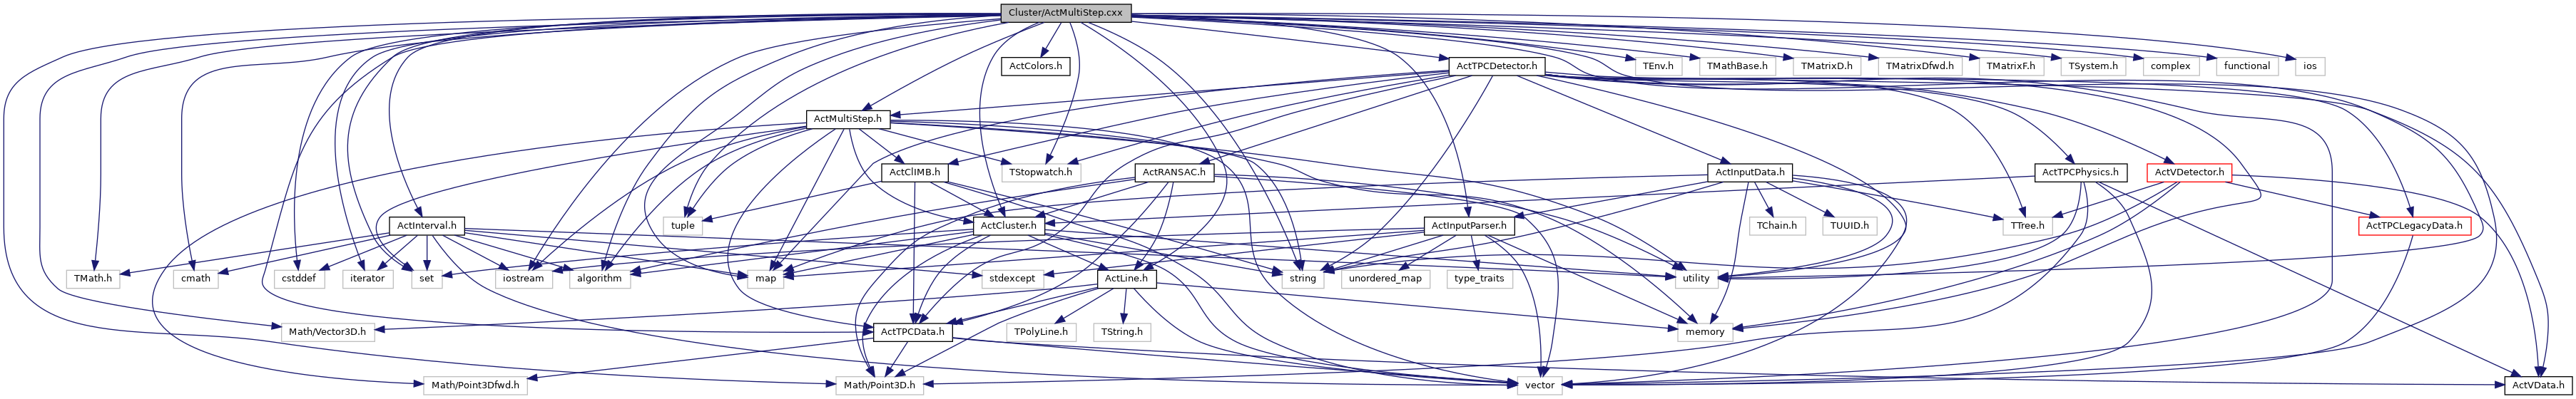 Cluster/ActMultiStep.cxx
ActColors.h
ActTPCDetector.h
TEnv.h
TMathBase.h
TMatrixD.h
TMatrixDfwd.h
TMatrixF.h
TSystem.h
complex
functional
ios
ActMultiStep.h
ActClIMB.h
TStopwatch.h
ActRANSAC.h
ActInputData.h
ActTPCPhysics.h
ActVDetector.h
ActInterval.h
tuple
ActCluster.h
ActInputParser.h
TChain.h
TUUID.h
TTree.h
ActTPCLegacyData.h
TMath.h
cmath
cstddef
iterator
set
iostream
algorithm
map
stdexcept
ActLine.h
string
unordered_map
type_traits
utility
Math/Vector3D.h
ActTPCData.h
TPolyLine.h
TString.h
memory
Math/Point3Dfwd.h
Math/Point3D.h
vector
ActVData.h